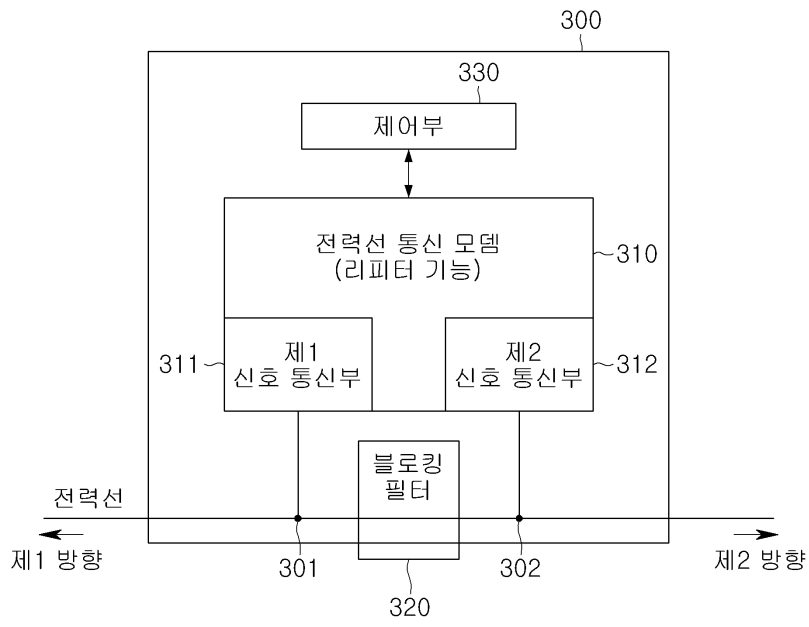 300
330
제어부
전력선 통신 모뎀
(리피터 기능)
310
311
제1
신호 통신부
제2
신호 통신부
312
블로킹
필터
전력선
제1 방향
301
302
제2 방향
320